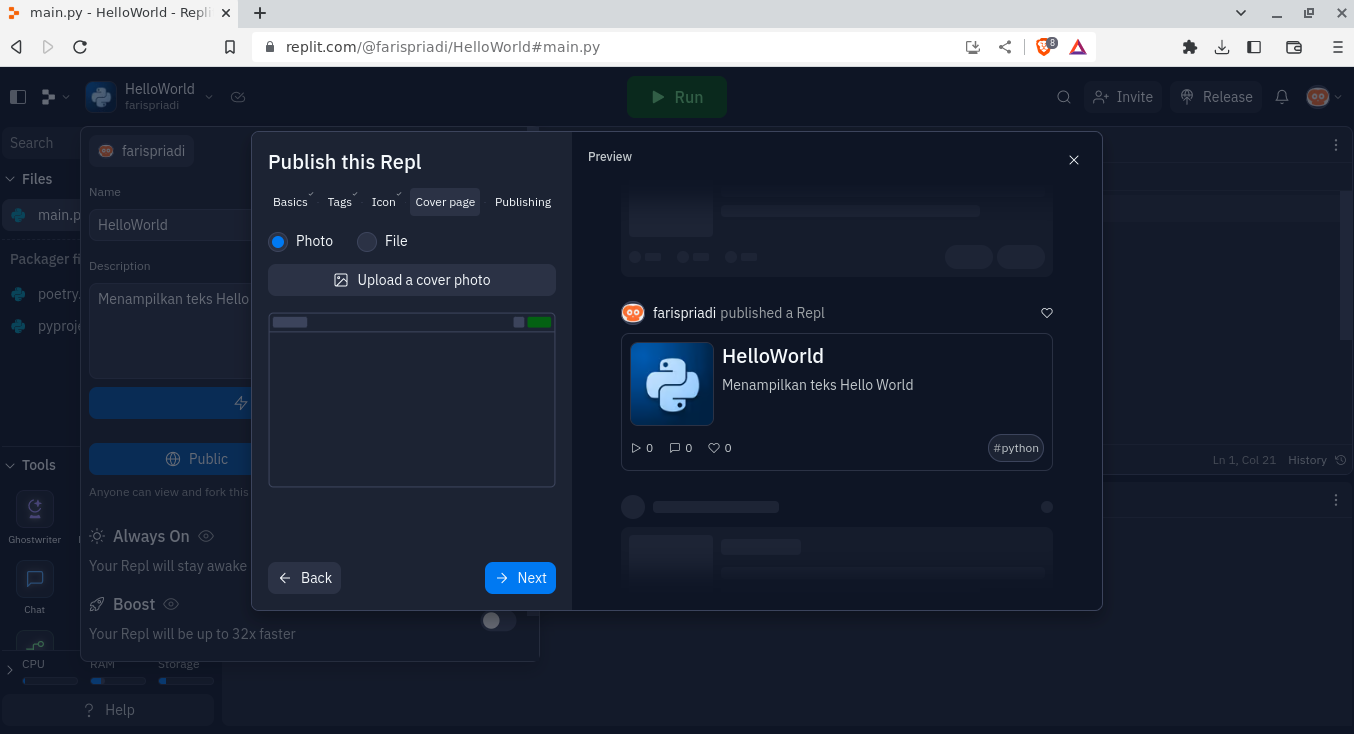 main.py - HelloWorld - Repli
replit.com/@farispriadi/HelloWorld#main.py
8
HelloWorld
farispriadi
Run
Invite
Release
Search
Files
main.p
Packager fi
poetry.
pyproje
Tools
Ghostwriter
Chat
CPU
RAM
Storage
Help
farispriadi
Name
HelloWorld
Description
Menampilkan teks Hello
Public
Anyone can view and fork this
Always On
Your Repl will stay awake
Boost
Your Repl will be up to 32x faster
Publish this Repl
Basics
Tags
Icon
Cover page
Publishing
Photo
File
Upload a cover photo
Back
Next
Preview
farispriadi published a Repl
HelloWorld
Menampilkan teks Hello World
0
0
0
#python
Ln 1, Col 21
History